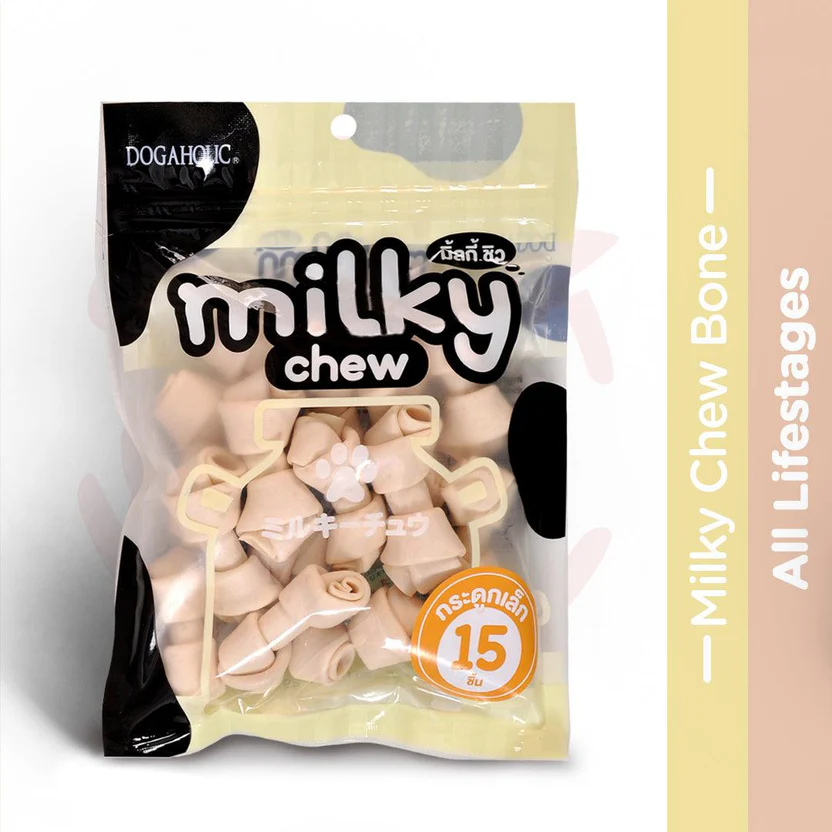 DOGAHOLIC®
มิ้ลกี้ ชิว
milky
chew
ミルキーチュウ
กระดูกเล็ก
15
ชิ้น
— Milky Chew Bone —
All Lifestages